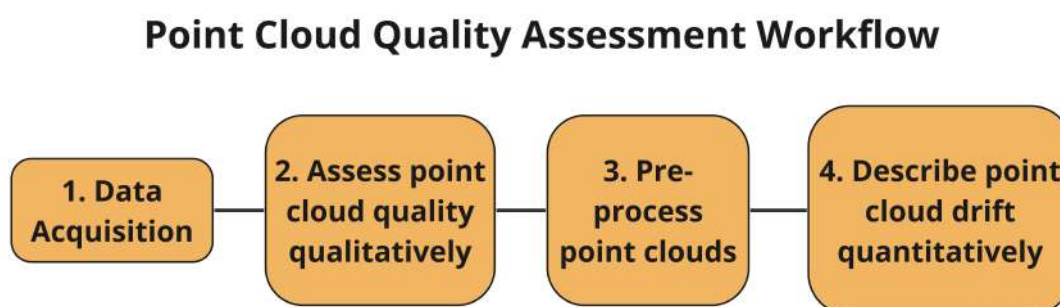 Point Cloud Quality Assessment Workflow
1. Data
Acquisition
2. Assess point
cloud quality
qualitatively
3. Pre-
process
point clouds
4. Describe point
cloud drift
quantitatively